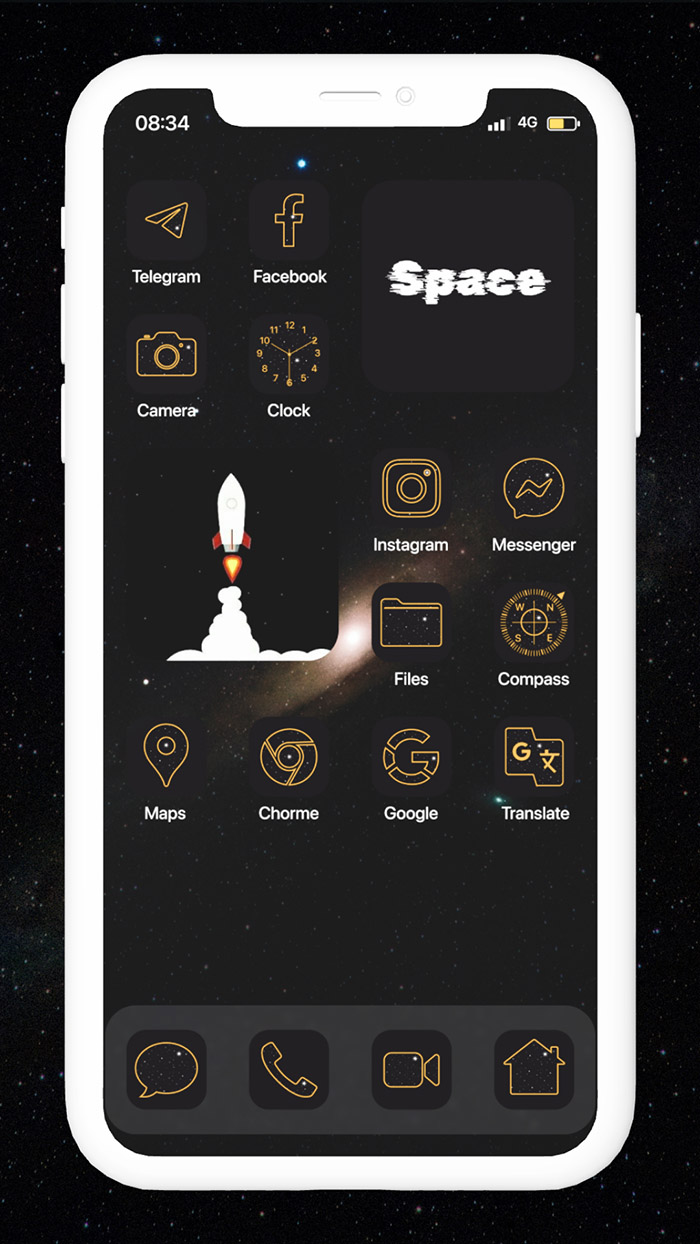 08:34 4G
Space
Telegram Facebook
12
11 1
10 2
9 3
8 4
7 5
6
Camera Clock
Instagram Messenger
W N
S E
Files Compass
G 文
Maps Chorme Google Translate